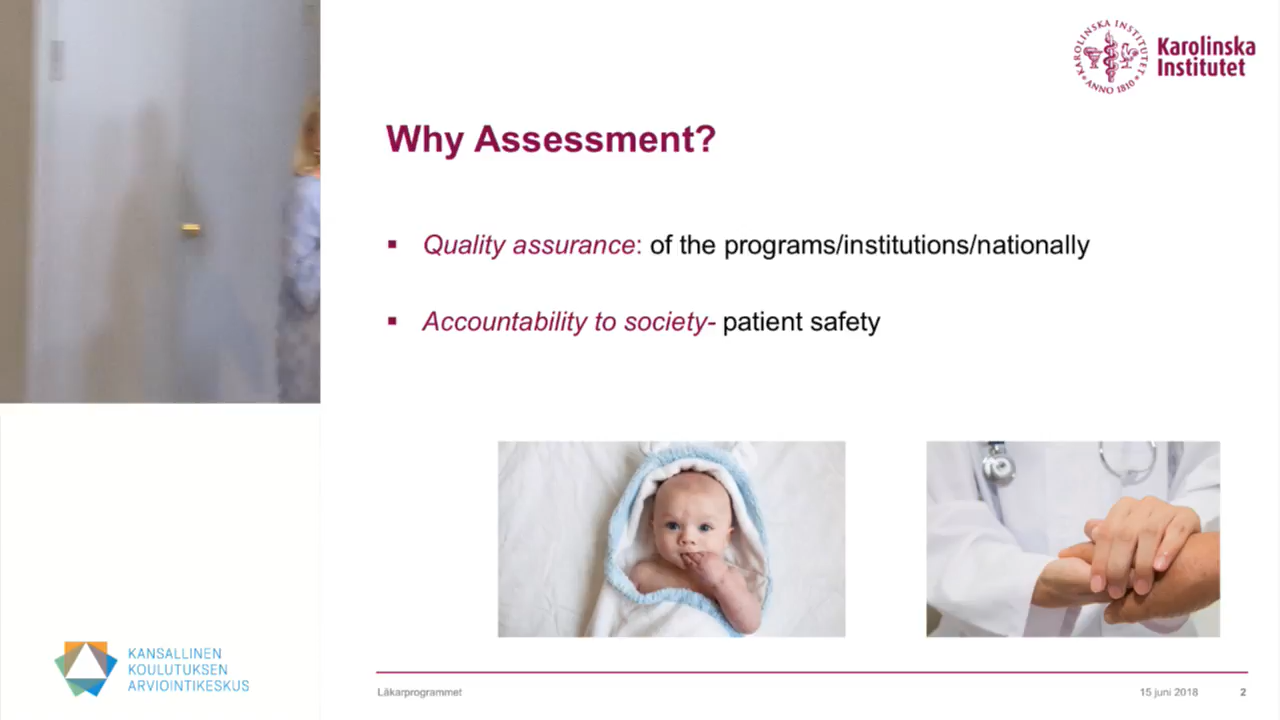 KAROLINSKA INSTITUTET
ANNO 1810
Karolinska
Institutet
Why Assessment?
Quality assurance: of the programs/institutions/nationally
Accountability to society- patient safety
KANSALLINEN
KOULUTUKSEN
ARVIOINTIKESKUS
Läkarprogrammet
15 juni 2018
2